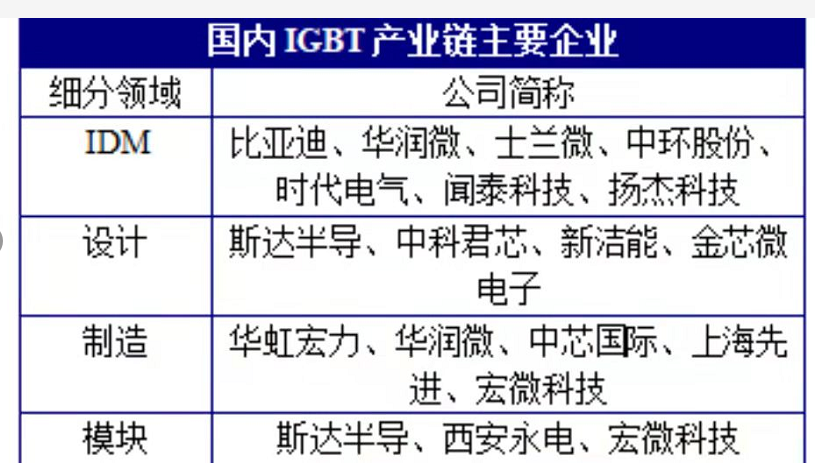 国内 IGBT 产业链主要企业
细分领域 公司简称
IDM 比亚迪、华润微、士兰微、中环股份、
时代电气、闻泰科技、扬杰科技
设计 斯达半导、中科君芯、新洁能、金芯微
电子
制造 华虹宏力、华润微、中芯国际、上海先
进、宏微科技
模块 斯达半导、西安永电、宏微科技